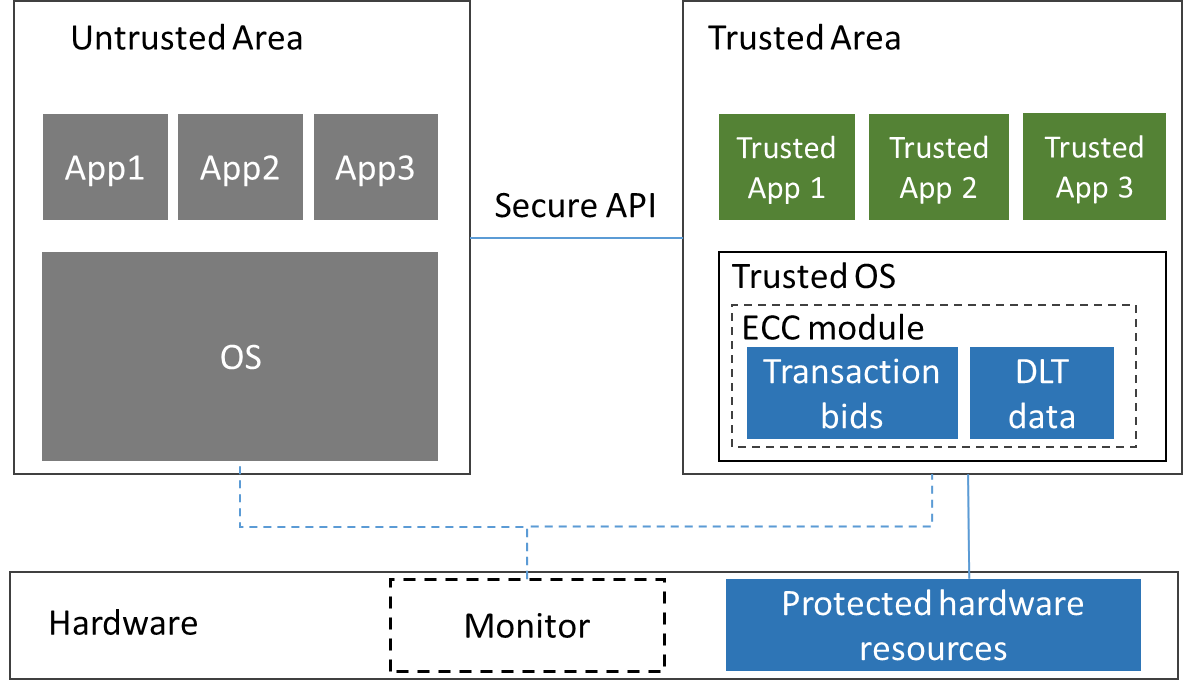 Untrusted Area
App1
App2
App3
OS
Secure API
Trusted Area
Trusted
App 1
Trusted
App 2
Trusted
App 3
Trusted OS
ECC module
Transaction
bids
DLT
data
Hardware
Monitor
Protected hardware
resources